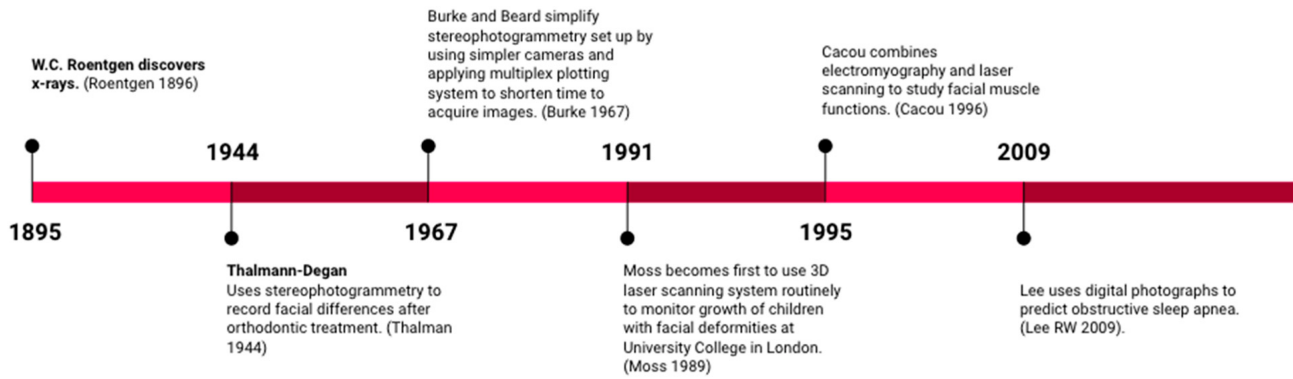 W.C. Roentgen discovers
x-rays. (Roentgen 1896)
1895
1944
Thalmann-Degan
Uses stereophotogrammetry to
record facial differences after
orthodontic treatment. (Thalman
1944)
Burke and Beard simplify
stereophotogrammetry set up by
using simpler cameras and
applying multiplex plotting
system to shorten time to
acquire images. (Burke 1967)
1967
1991
Moss becomes first to use 3D
laser scanning system routinely
to monitor growth of children
with facial deformities at
University College in London.
(Moss 1989)
Cacou combines
electromyography and laser
scanning to study facial muscle
functions. (Cacou 1996)
1995
2009
Lee uses digital photographs to
predict obstructive sleep apnea.
(Lee RW 2009).